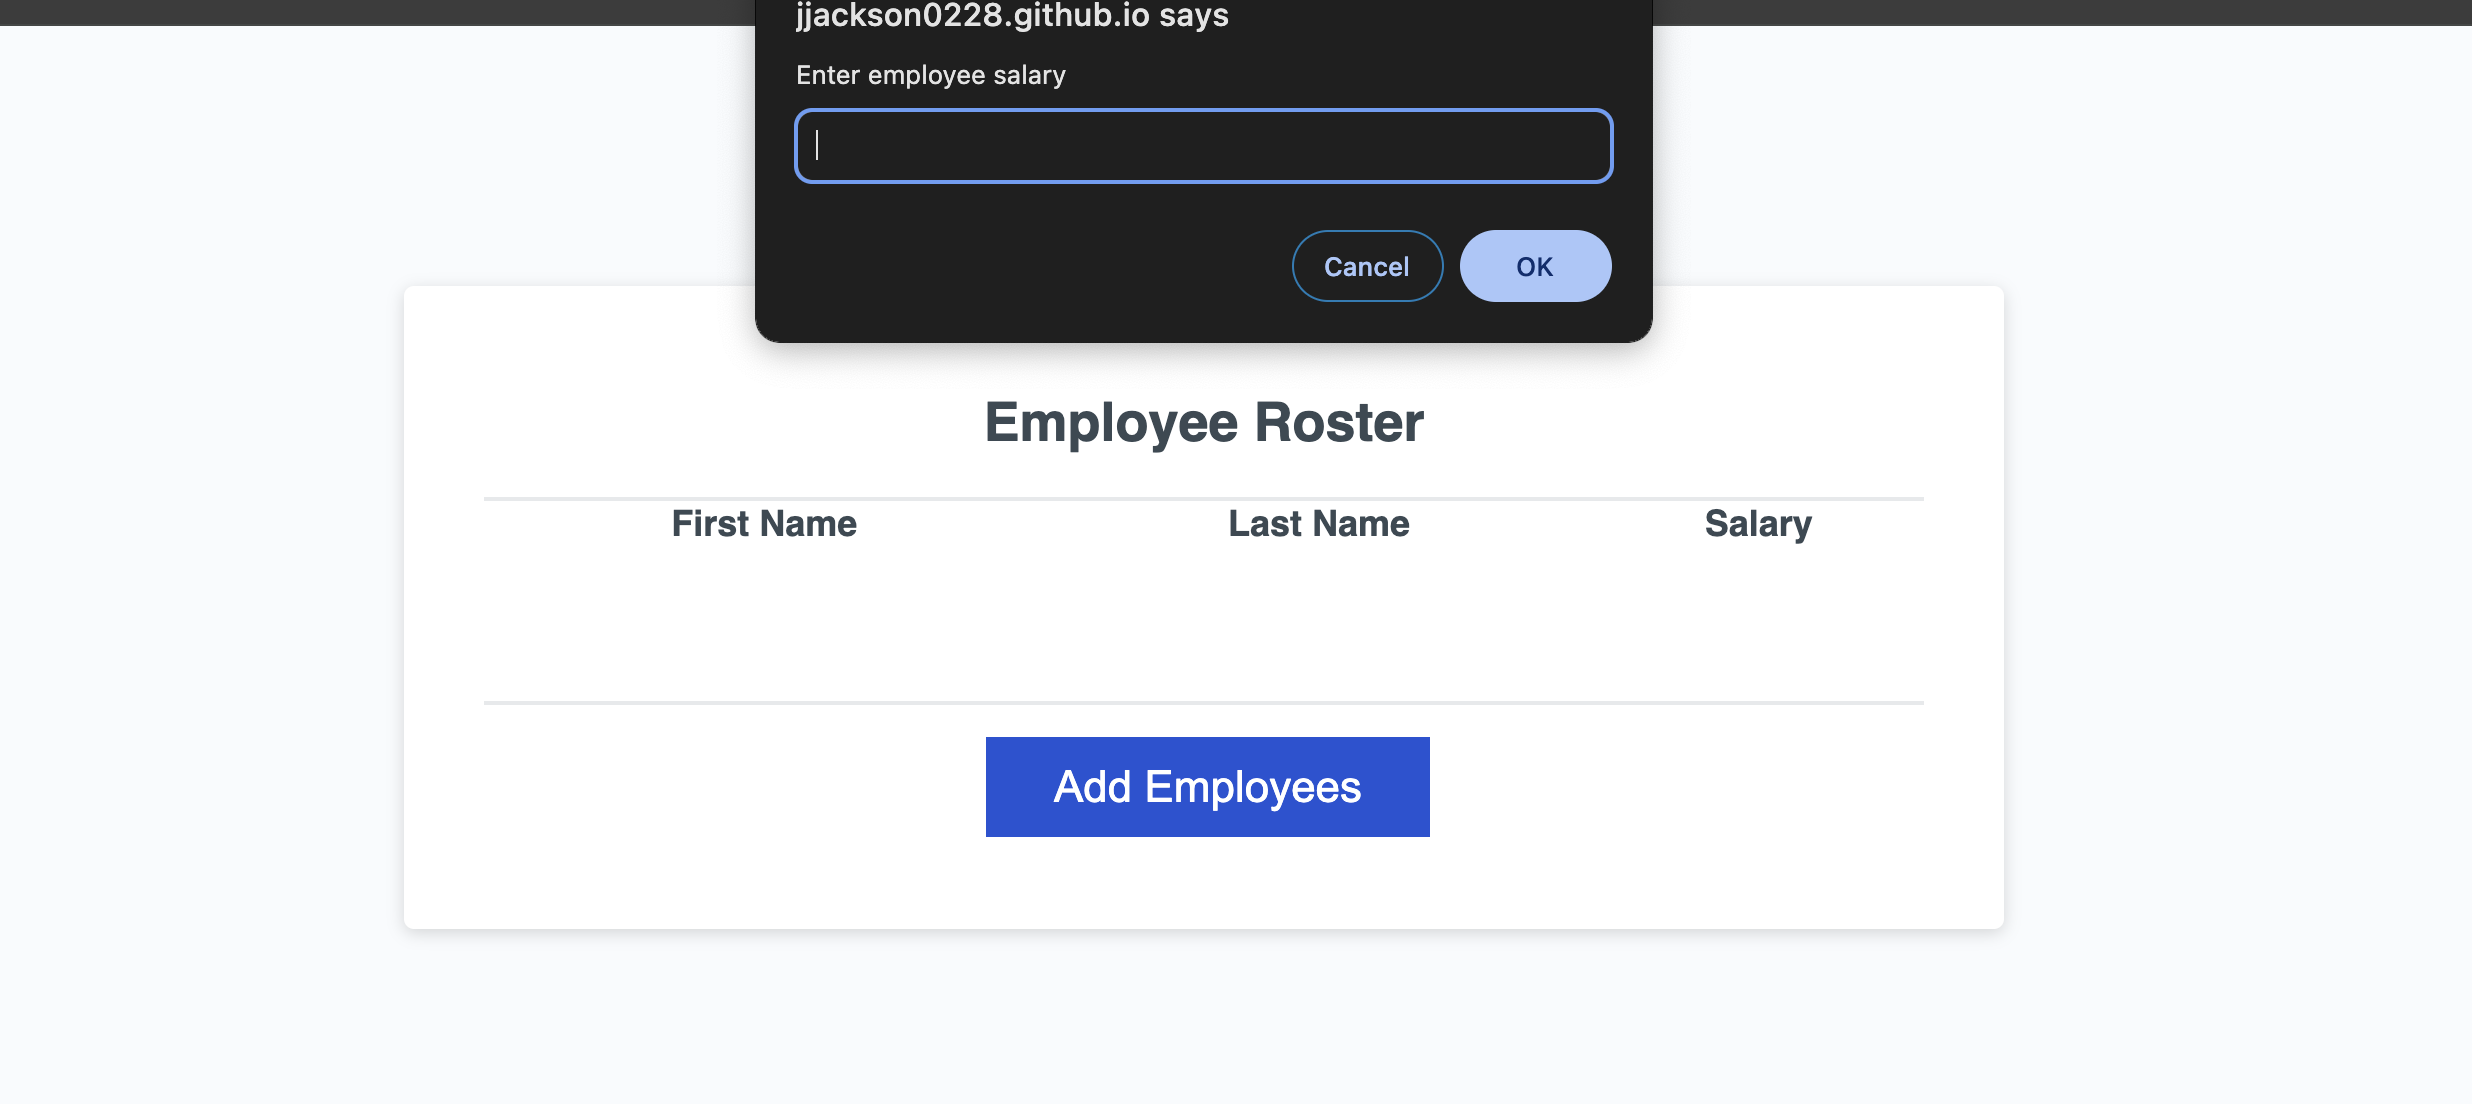 jjackson0228.github.io says
Enter employee salary
Cancel OK
Employee Roster
First Name Last Name Salary
Add Employees